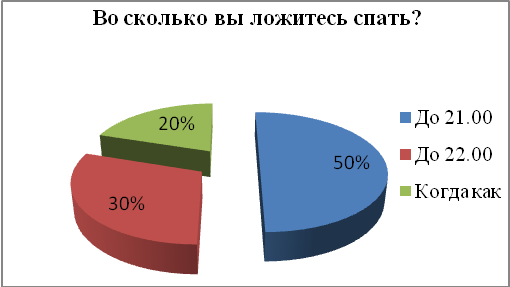 Во сколько вы ложитесь спать?
20%
50%
30%
До 21.00
До 22.00
Когда как